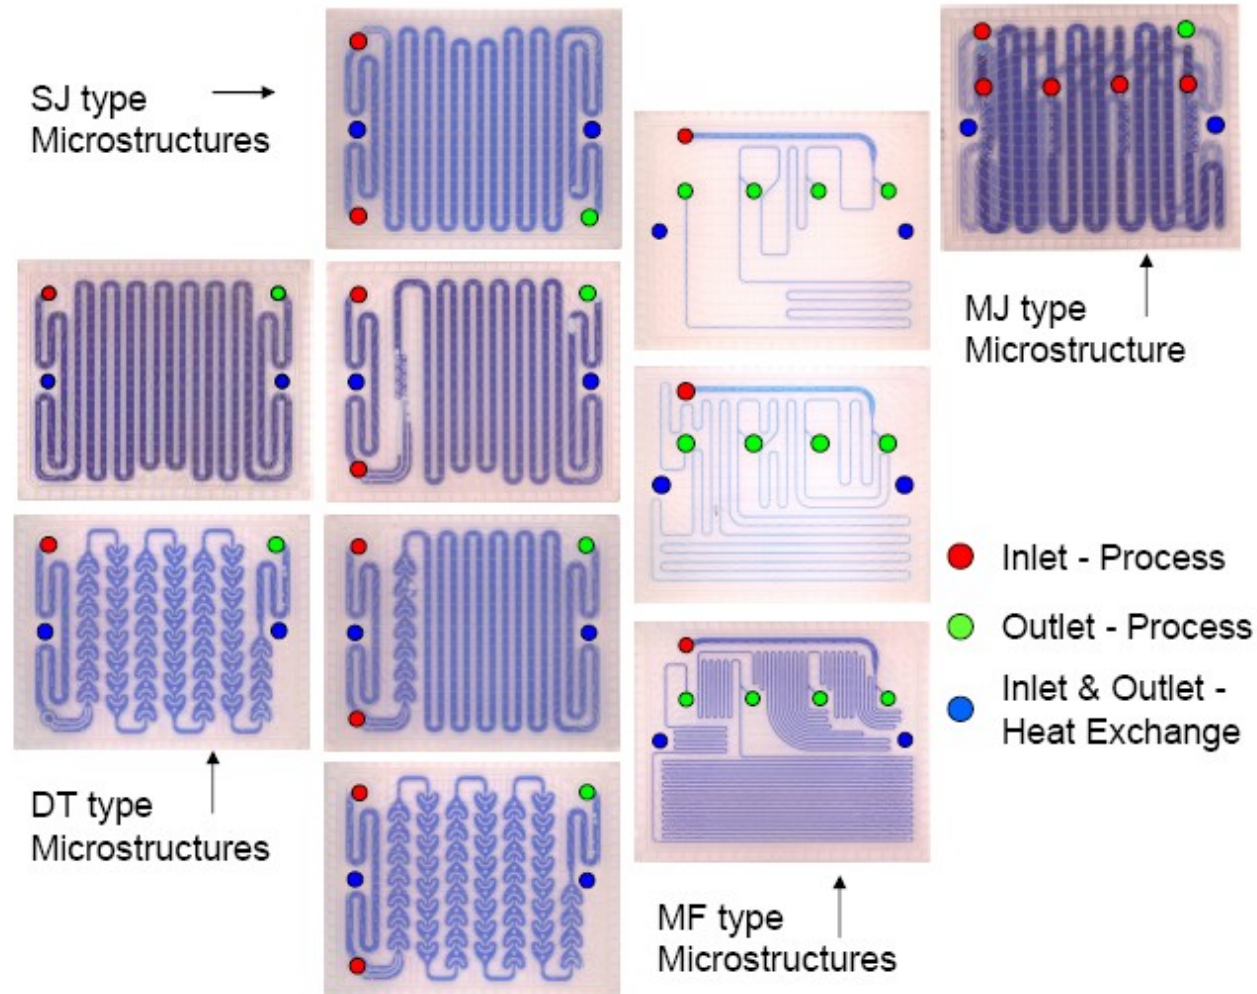 SJ type
Microstructures
MJ type
Microstructure
Inlet - Process
Outlet - Process
Inlet & Outlet -
Heat Exchange
DT type
Microstructures
MF type
Microstructures